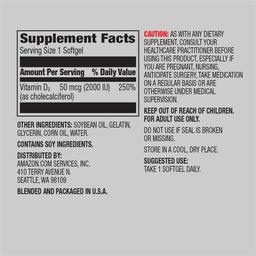 Supplement Facts
Serving Size 1 Softgel
Amount Per Serving % Daily Value
Vitamin D₃ 50 mcg (2000 IU) 250%
(as cholecalciferol)
OTHER INGREDIENTS: SOYBEAN OIL, GELATIN,
GLYCERIN, CORN OIL, WATER.
CONTAINS SOY INGREDIENTS.
DISTRIBUTED BY:
AMAZON.COM SERVICES, INC.
410 TERRY AVENUE N.
SEATTLE, WA 98109
BLENDED AND PACKAGED IN U.S.A.
CAUTION: AS WITH ANY DIETARY
SUPPLEMENT, CONSULT YOUR
HEALTHCARE PRACTITIONER BEFORE
USING THIS PRODUCT, ESPECIALLY IF
YOU ARE PREGNANT, NURSING,
ANTICIPATE SURGERY, TAKE MEDICATION
ON A REGULAR BASIS OR ARE
OTHERWISE UNDER MEDICAL
SUPERVISION.
KEEP OUT OF REACH OF CHILDREN.
FOR ADULT USE ONLY.
DO NOT USE IF SEAL IS BROKEN
OR MISSING.
STORE IN A COOL, DRY PLACE.
SUGGESTED USE:
TAKE 1 SOFTGEL DAILY.